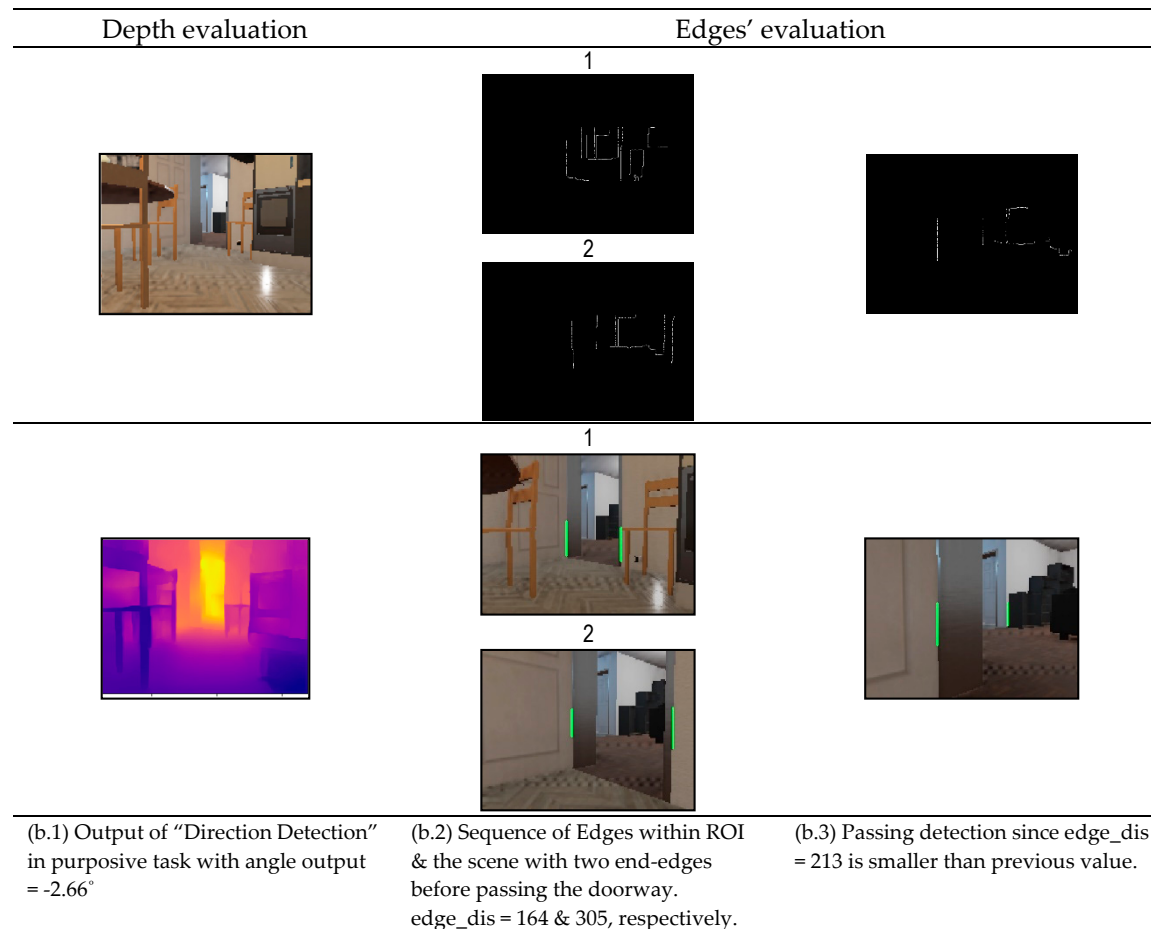 Depth evaluation
Edges’ evaluation
1
2
1
2
(b.1) Output of “Direction Detection”
in purposive task with angle output
= -2.66°
(b.2) Sequence of Edges within ROI
& the scene with two end-edges
before passing the doorway.
edge_dis = 164 & 305, respectively.
(b.3) Passing detection since edge_dis
= 213 is smaller than previous value.